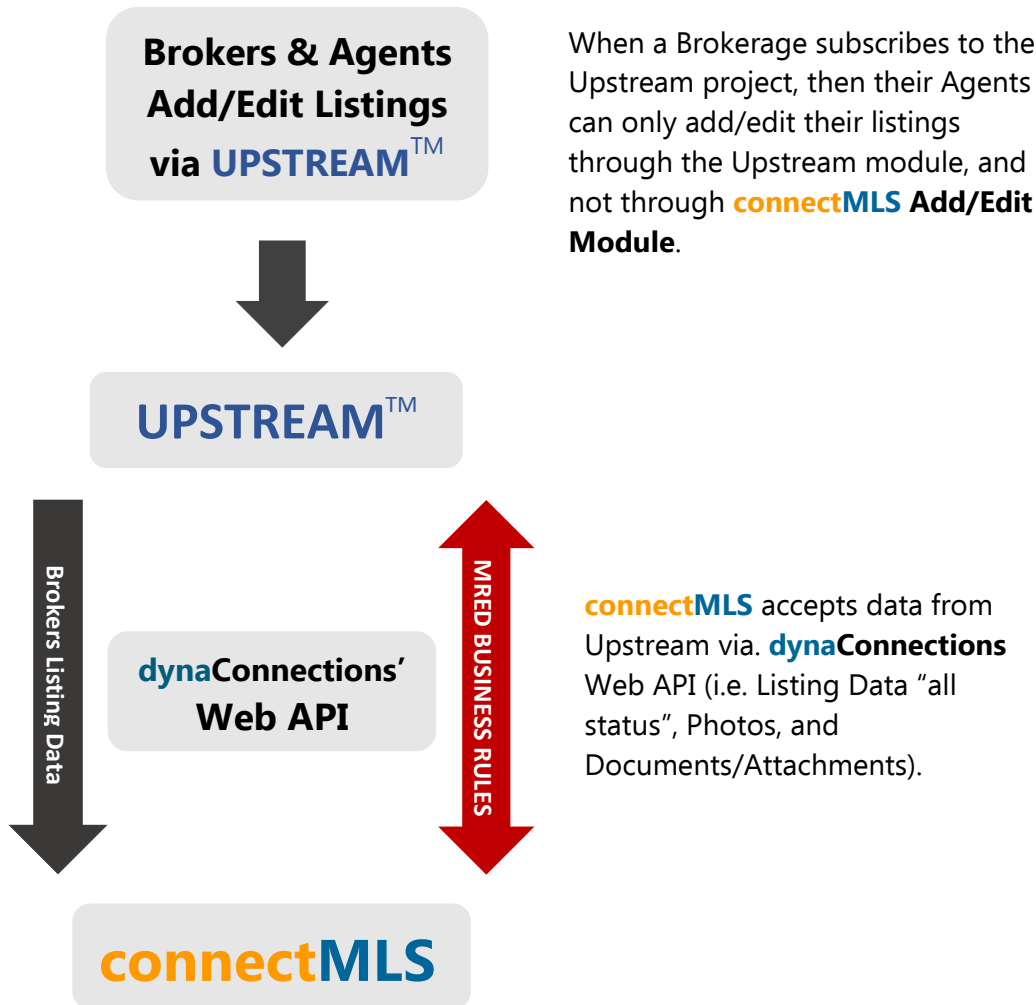 Brokers & Agents
Add/Edit Listings
via UPSTREAM™
When a Brokerage subscribes to the
Upstream project, then their Agents
can only add/edit their listings
through the Upstream module, and
not through connectMLS Add/Edit
Module.
UPSTREAM™
Brokers Listing Data
dynaConnections’
Web API
MRED BUSINESS RULES
connectMLS accepts data from
Upstream via. dynaConnections
Web API (i.e. Listing Data “all
status”, Photos, and
Documents/Attachments).
connectMLS